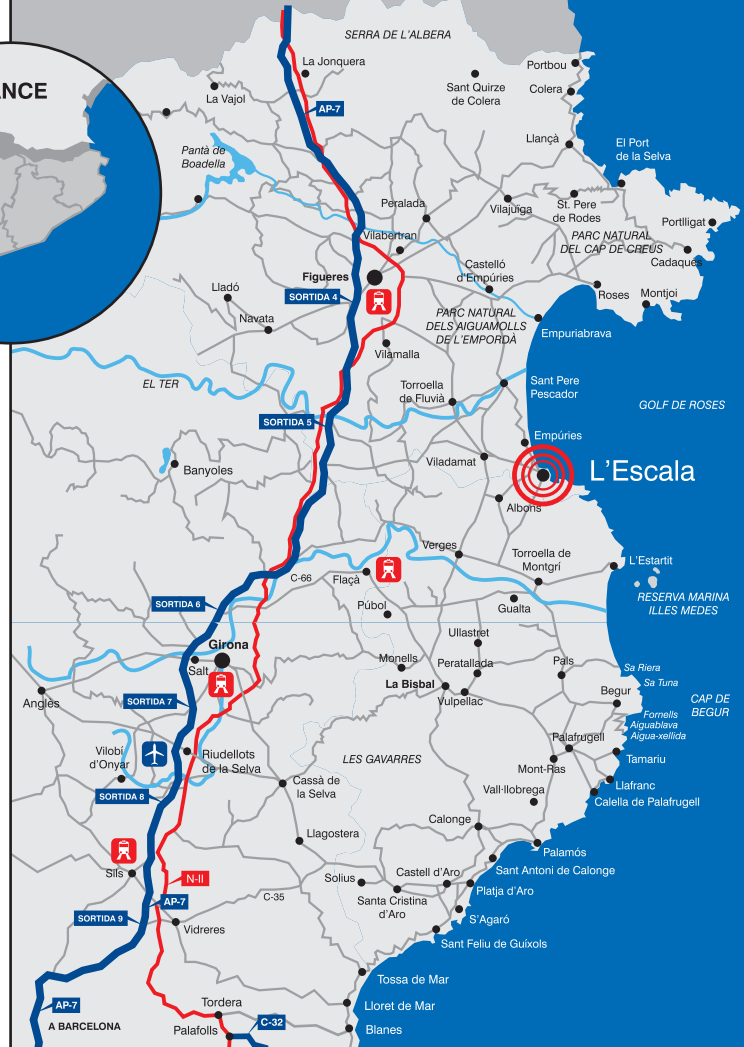 SERRA DE L'ALBERA
La Jonquera
Portbou
NCE
La Vajol
Sant Quirze
de Colera
Colera
AP-7
Llançà
El Port
de la Selva
Pantà de
Boadella
Peralada
Vilajuïga
St. Pere
de Rodes
Portlligat
Vilabertran
PARC NATURAL
DEL CAP DE CREUS
Cadaqués
Figueres
Castelló
d'Empúries
Lladó
SORTIDA 4
Roses
Montjoi
Navata
PARC NATURAL
DELS AIGUAMOLLS
DE L'EMPORDÀ
Empuriabrava
Vilamalla
EL TER
Torroella
de Fluvià
Sant Pere
Pescador
GOLF DE ROSES
SORTIDA 5
Empúries
Banyoles
Viladamat
L'Escala
Albons
Verges
Torroella de
Montgrí
L'Estartit
C-66
Flaçà
RESERVA MARINA
ILLES MEDES
SORTIDA 6
Púbol
Gualta
Ullastret
Girona
Salt
Monells
Peratallada
Pals
Sa Riera
Sa Tuna
Anglès
La Bisbal
Vulpellac
Begur
CAP DE
BEGUR
SORTIDA 7
Fornells
Aiguablava
Aigua-xellida
Vilobí
d'Onyar
Riudellots
de la Selva
LES GAVARRES
Palafrugell
Mont-Ras
Tamariu
SORTIDA 8
Cassà de
la Selva
Vall-llobrega
Llafranc
Calella de Palafrugell
Calonge
Llagostera
Palamós
Sils
Solius
Castell d'Aro
Sant Antoni de Calonge
N-II
Platja d'Aro
AP-7
C-35
Santa Cristina
d'Aro
SORTIDA 9
Vidreres
S'Agaró
Sant Feliu de Guíxols
Tossa de Mar
AP-7
Tordera
Lloret de Mar
A BARCELONA
Palafolls
C-32
Blanes